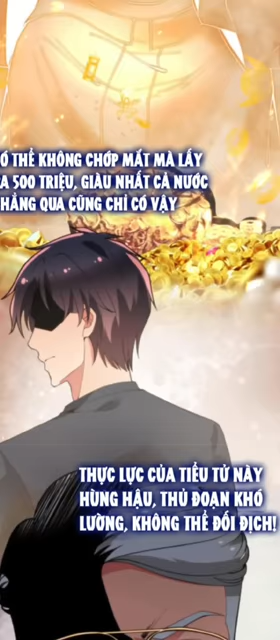 Ó THỂ KHÔNG CHỚP MẮT MÀ LẤY
A 500 TRIỆU, GIÀU NHẤT CẢ NƯỚC
HẲNG QUA CŨNG CHỈ CÓ VẬY
THỰC LỰC CỦA TIỂU TỬ NÀY
HÙNG HẬU, THỦ ĐOẠN KHÓ
LƯỜNG, KHÔNG THỂ ĐỐI ĐỊCH!